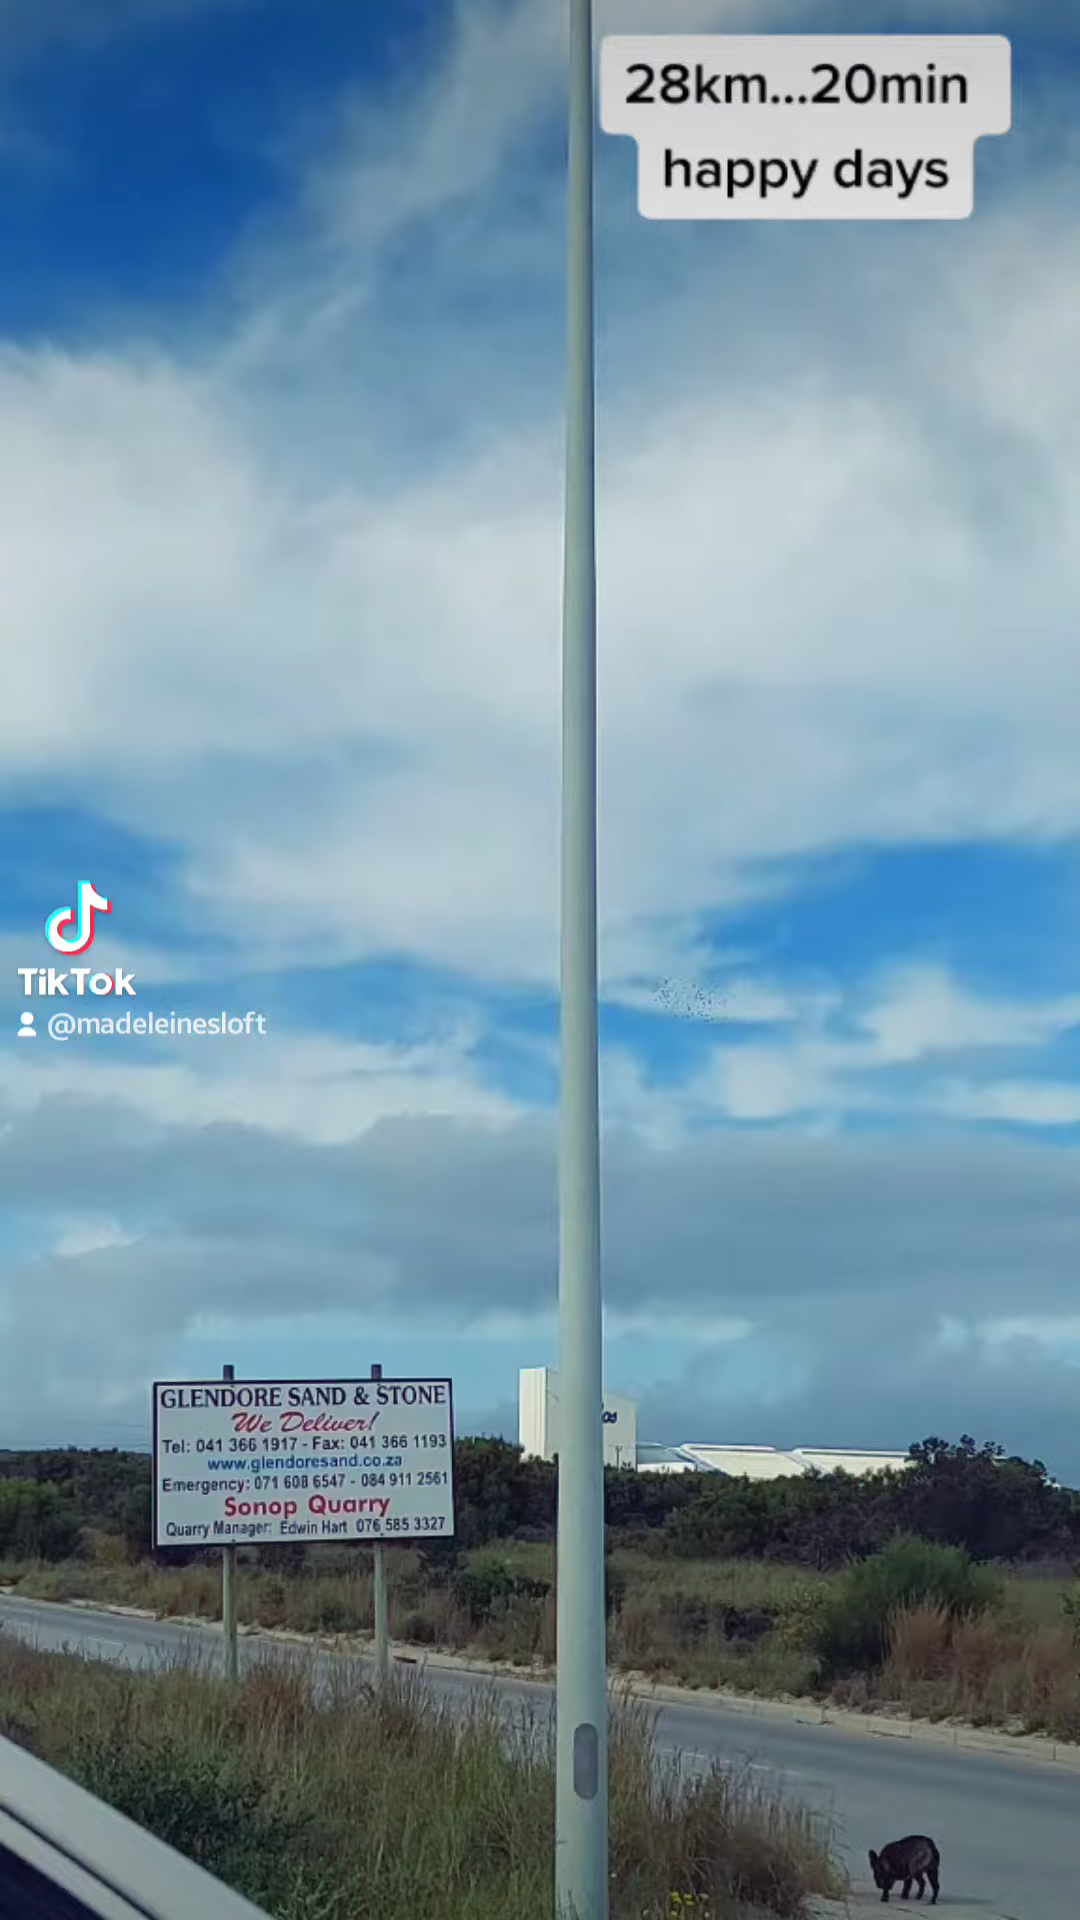 28km...20min
happy days
TikTok
@madeleinesloft
GLENDORE SAND & STONE
We Deliver!
Tel: 041 366 1917 - Fax: 041 366 1193
www.glendoresand.co.za
Emergency: 071 608 6547 - 084 911 2561
Sonop Quarry
Quarry Manager: Edwin Hart 076 585 3327